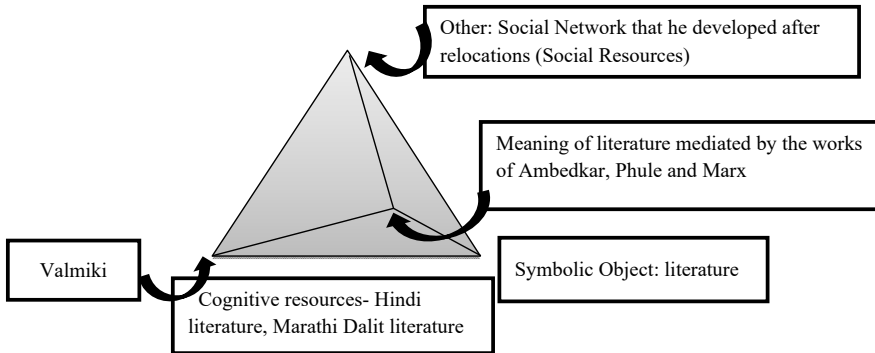 Other: Social Network that he developed after
relocations (Social Resources)
Meaning of literature mediated by the works
of Ambedkar, Phule and Marx
Valmiki
Symbolic Object: literature
Cognitive resources- Hindi
literature, Marathi Dalit literature